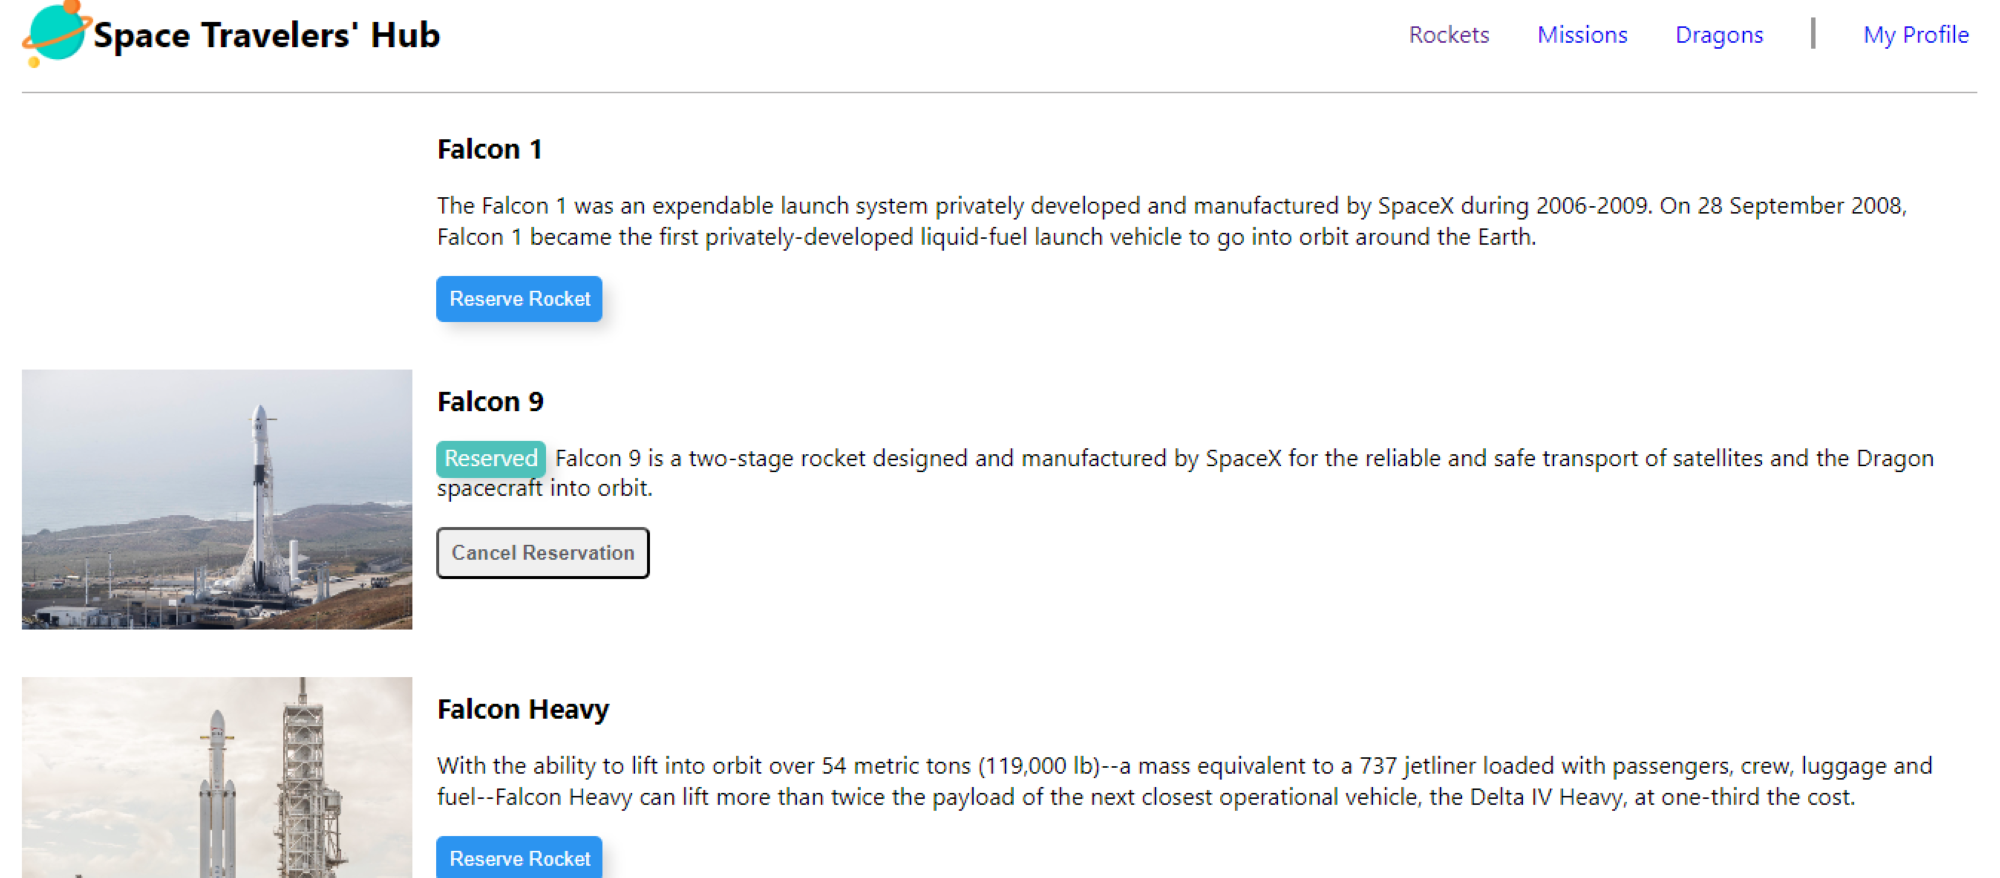 Space Travelers' Hub
Rockets Missions Dragons | My Profile
Falcon 1
The Falcon 1 was an expendable launch system privately developed and manufactured by SpaceX during 2006-2009. On 28 September 2008,
Falcon 1 became the first privately-developed liquid-fuel launch vehicle to go into orbit around the Earth.
Reserve Rocket
Falcon 9
Reserved Falcon 9 is a two-stage rocket designed and manufactured by SpaceX for the reliable and safe transport of satellites and the Dragon
spacecraft into orbit.
Cancel Reservation
Falcon Heavy
With the ability to lift into orbit over 54 metric tons (119,000 lb)--a mass equivalent to a 737 jetliner loaded with passengers, crew, luggage and
fuel--Falcon Heavy can lift more than twice the payload of the next closest operational vehicle, the Delta IV Heavy, at one-third the cost.
Reserve Rocket